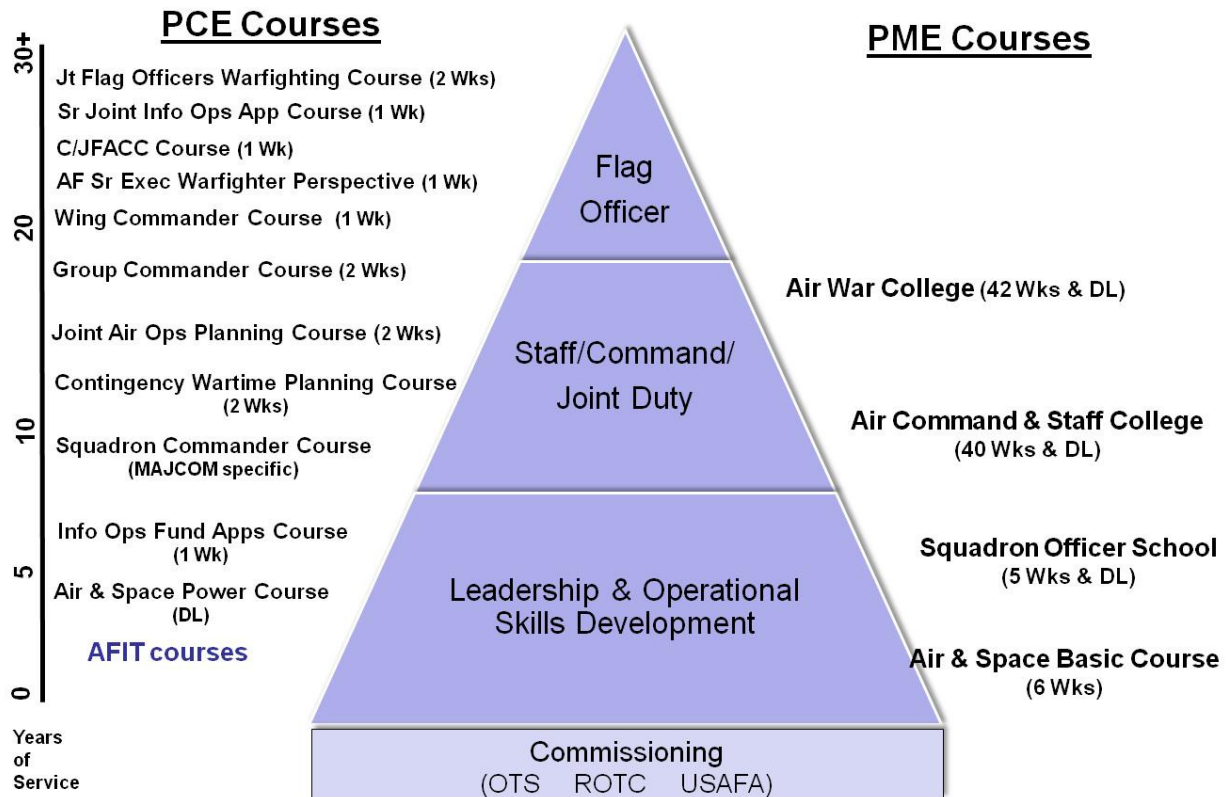 PCE Courses
PME Courses
30+
20
10
5
0
Years
of
Service
Jt Flag Officers Warfighting Course (2 Wks)
Sr Joint Info Ops App Course (1 Wk)
C/JFACC Course (1 Wk)
AF Sr Exec Warfighter Perspective (1 Wk)
Wing Commander Course (1 Wk)
Group Commander Course (2 Wks)
Joint Air Ops Planning Course (2 Wks)
Contingency Wartime Planning Course
(2 Wks)
Squadron Commander Course
(MAJCOM specific)
Info Ops Fund Apps Course
(1 Wk)
Air & Space Power Course
(DL)
AFIT courses
Flag
Officer
Staff/Command/
Joint Duty
Leadership & Operational
Skills Development
Commissioning
(OTS ROTC USAFA)
Air War College (42 Wks & DL)
Air Command & Staff College
(40 Wks & DL)
Squadron Officer School
(5 Wks & DL)
Air & Space Basic Course
(6 Wks)